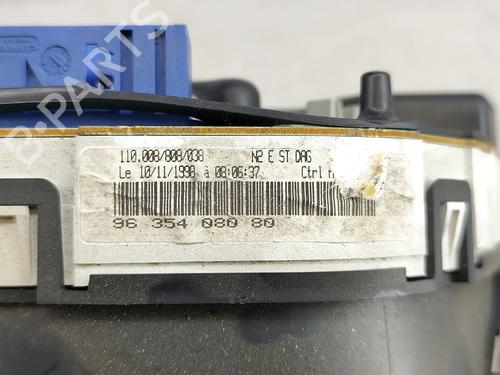 110.008/808/038 N2 E ST DAG
Le 10/11/1998 à 08:06:37 Ctrl
96 354 080 80
B-PARTS